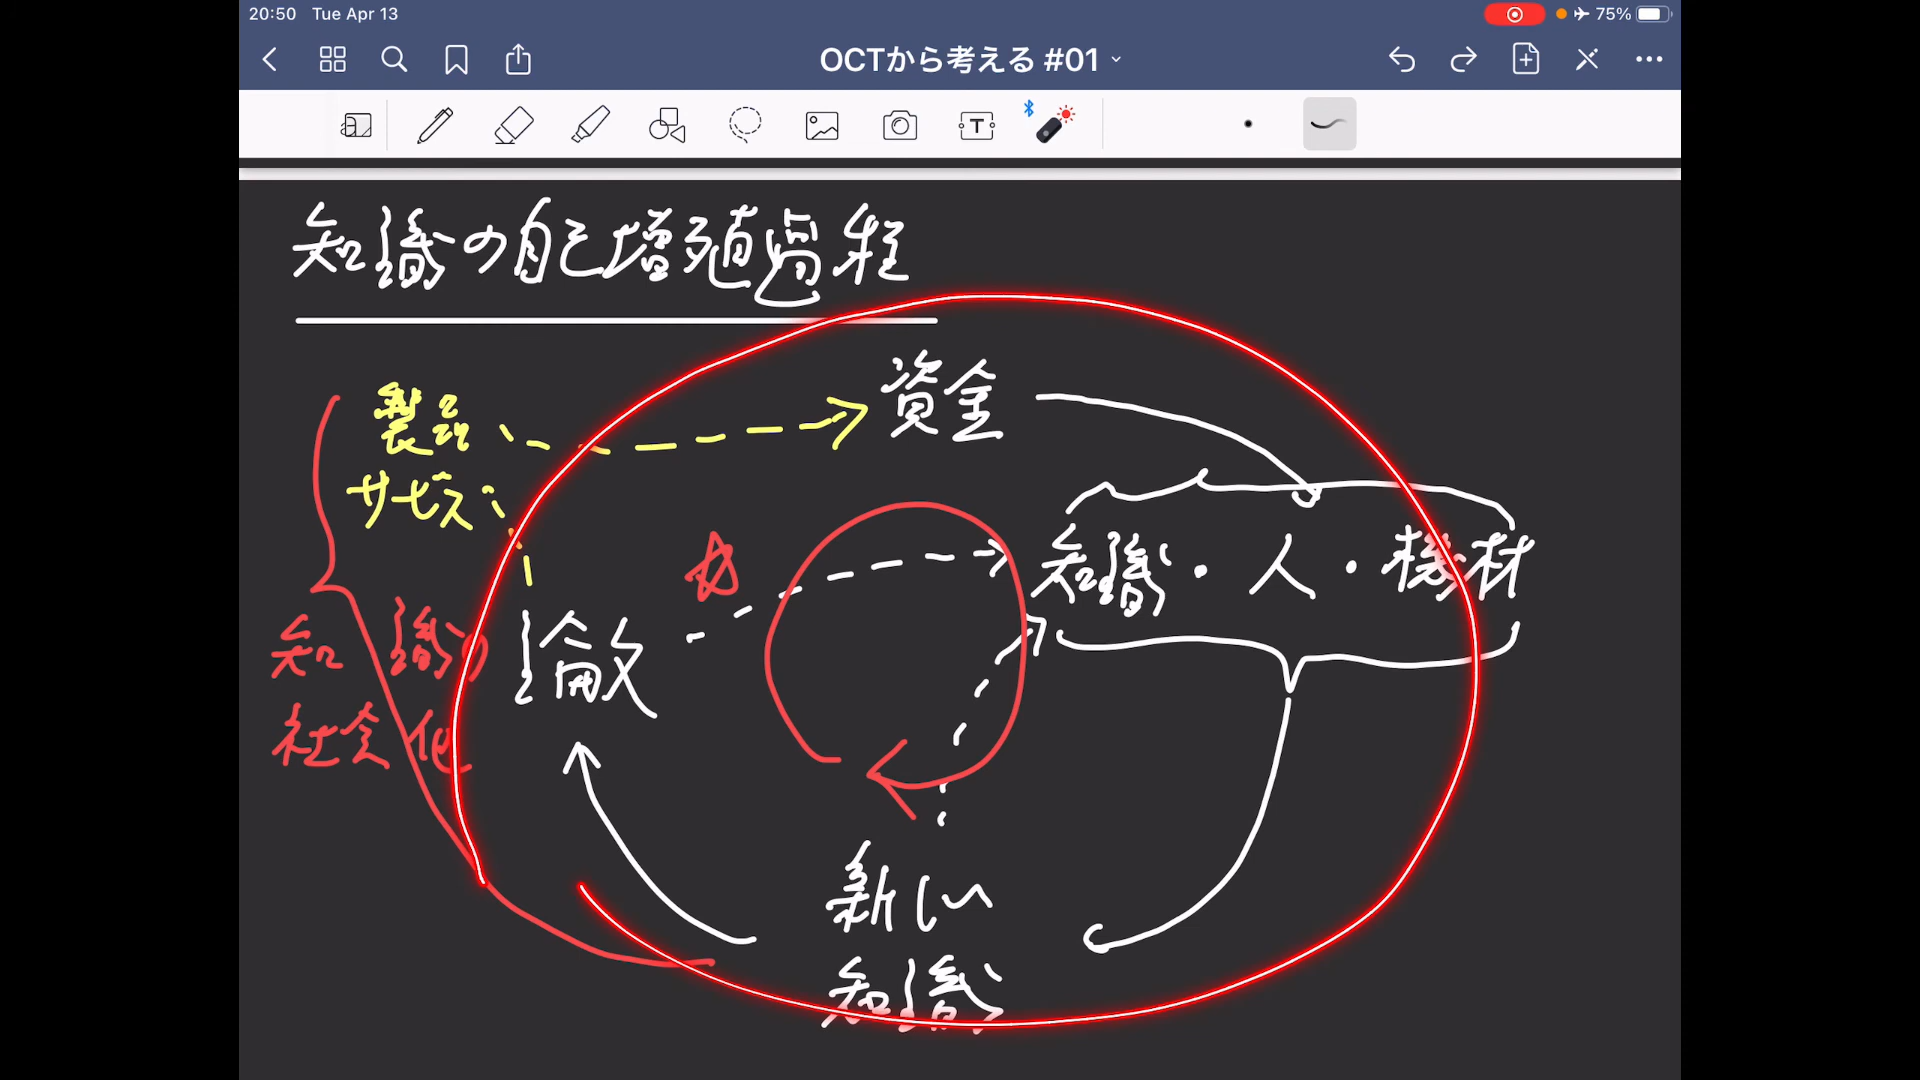 20:50 Tue Apr 13
75%
OCTから考える #01
知識の自己増殖過程
資金
製品
サービス
知識・人・機材
論文
知識の
社会化
新しい
知識